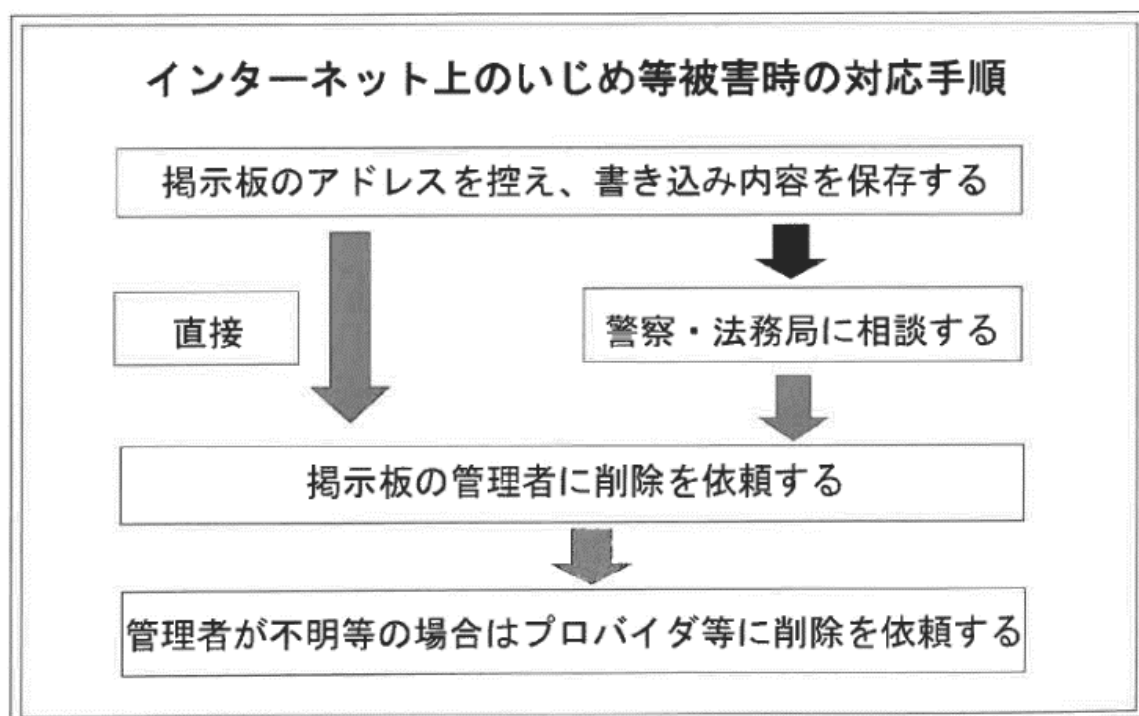 インターネット上のいじめ等被害時の対応手順
掲示板のアドレスを控え、書き込み内容を保存する
直接
警察・法務局に相談する
掲示板の管理者に削除を依頼する
管理者が不明等の場合はプロバイダ等に削除を依頼する